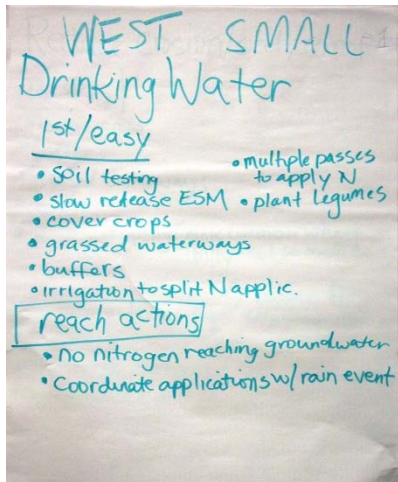 WEST SMALL
Drinking Water
1st/easy
• Soil testing
• slow release ESM
• cover crops
• grassed waterways
• buffers
• irrigation to split N applic.
• multiple passes
to apply N
• plant legumes
reach actions
• no nitrogen reaching groundwater
• Coordinate applications w/ rain event